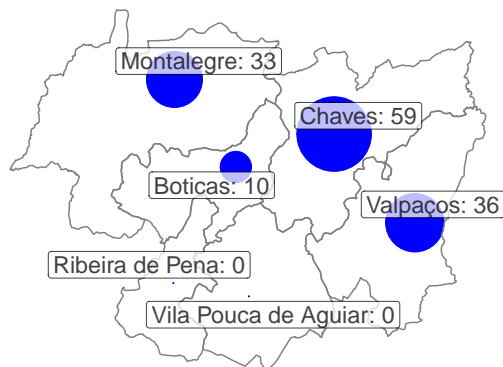 Montalegre: 33
Chaves: 59
Boticas: 10
Valpaços: 36
Ribeira de Pena: 0
Vila Pouca de Aguiar: 0